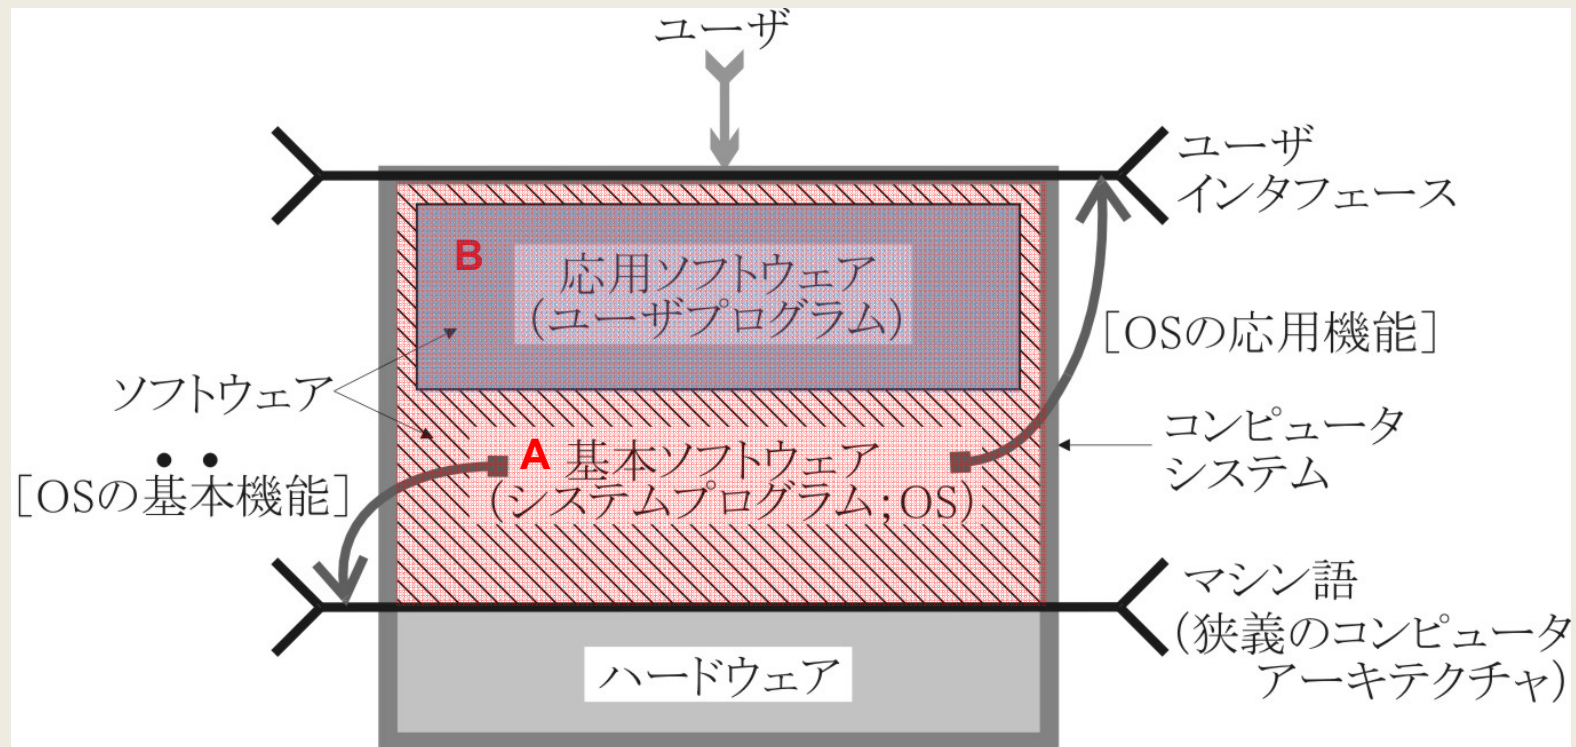 ユーザ
ユーザ
インタフェース
B
応用ソフトウェア
(ユーザプログラム)
[OSの応用機能]
ソフトウェア
コンピュータ
システム
A 基本ソフトウェア
(システムプログラム;OS)
[OSの基本機能]
マシン語
(狭義のコンピュータ
アーキテクチャ)
ハードウェア